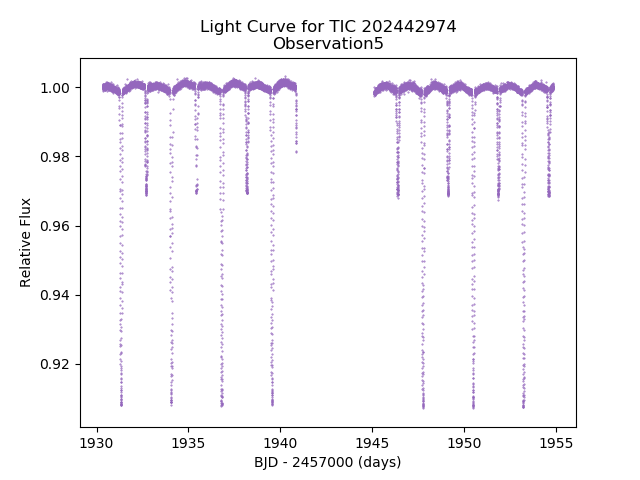 Light Curve for TIC 202442974
Observation5
1.00
0.98
0.96
0.94
0.92
Relative Flux
1930
1935
1940
1945
1950
1955
BJD - 2457000 (days)